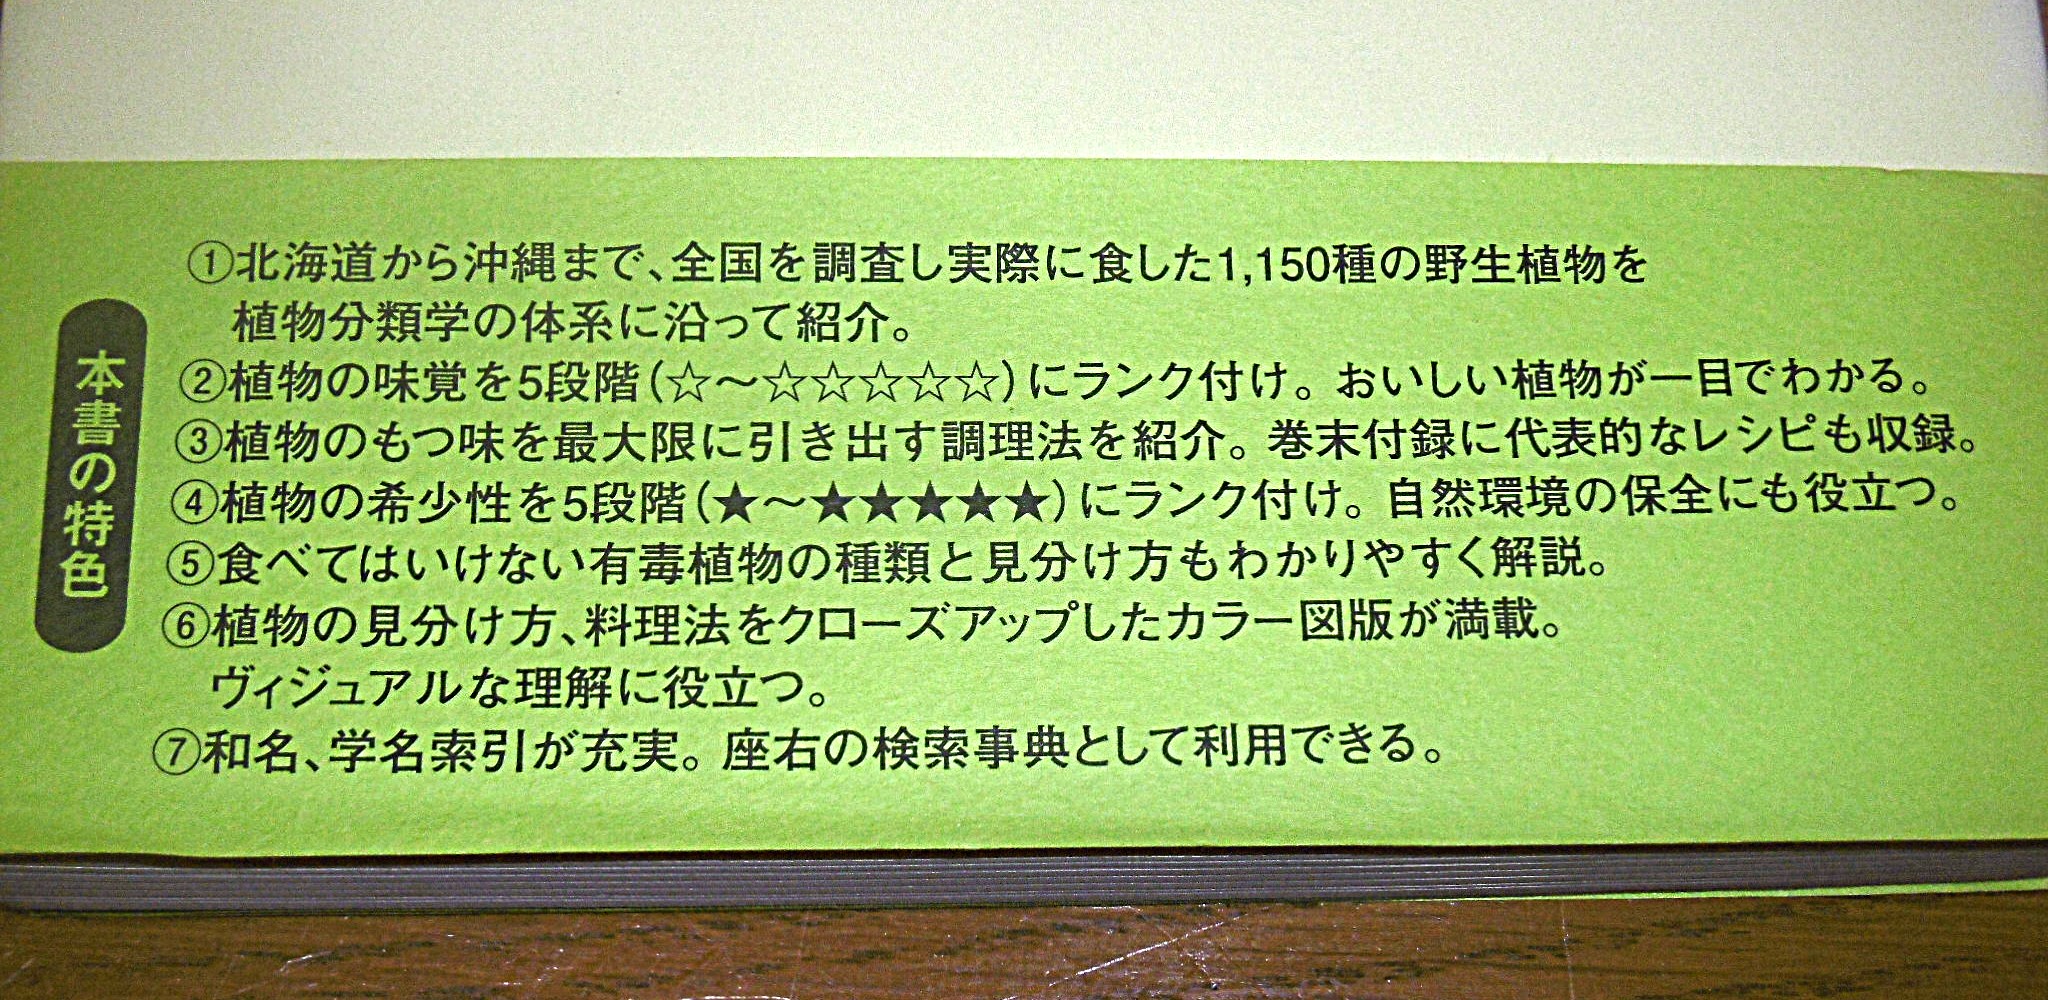 本書の特色
①北海道から沖縄まで、全国を調査し実際に食した1,150種の野生植物を
植物分類学の体系に沿って紹介。
②植物の味覚を5段階(☆〜☆☆☆☆☆)にランク付け。おいしい植物が一目でわかる。
③植物のもつ味を最大限に引き出す調理法を紹介。巻末付録に代表的なレシピも収録。
④植物の希少性を5段階(★〜★★★★★)にランク付け。自然環境の保全にも役立つ。
⑤食べてはいけない有毒植物の種類と見分け方もわかりやすく解説。
⑥植物の見分け方、料理法をクローズアップしたカラー図版が満載。
ヴィジュアルな理解に役立つ。
⑦和名、学名索引が充実。座右の検索事典として利用できる。